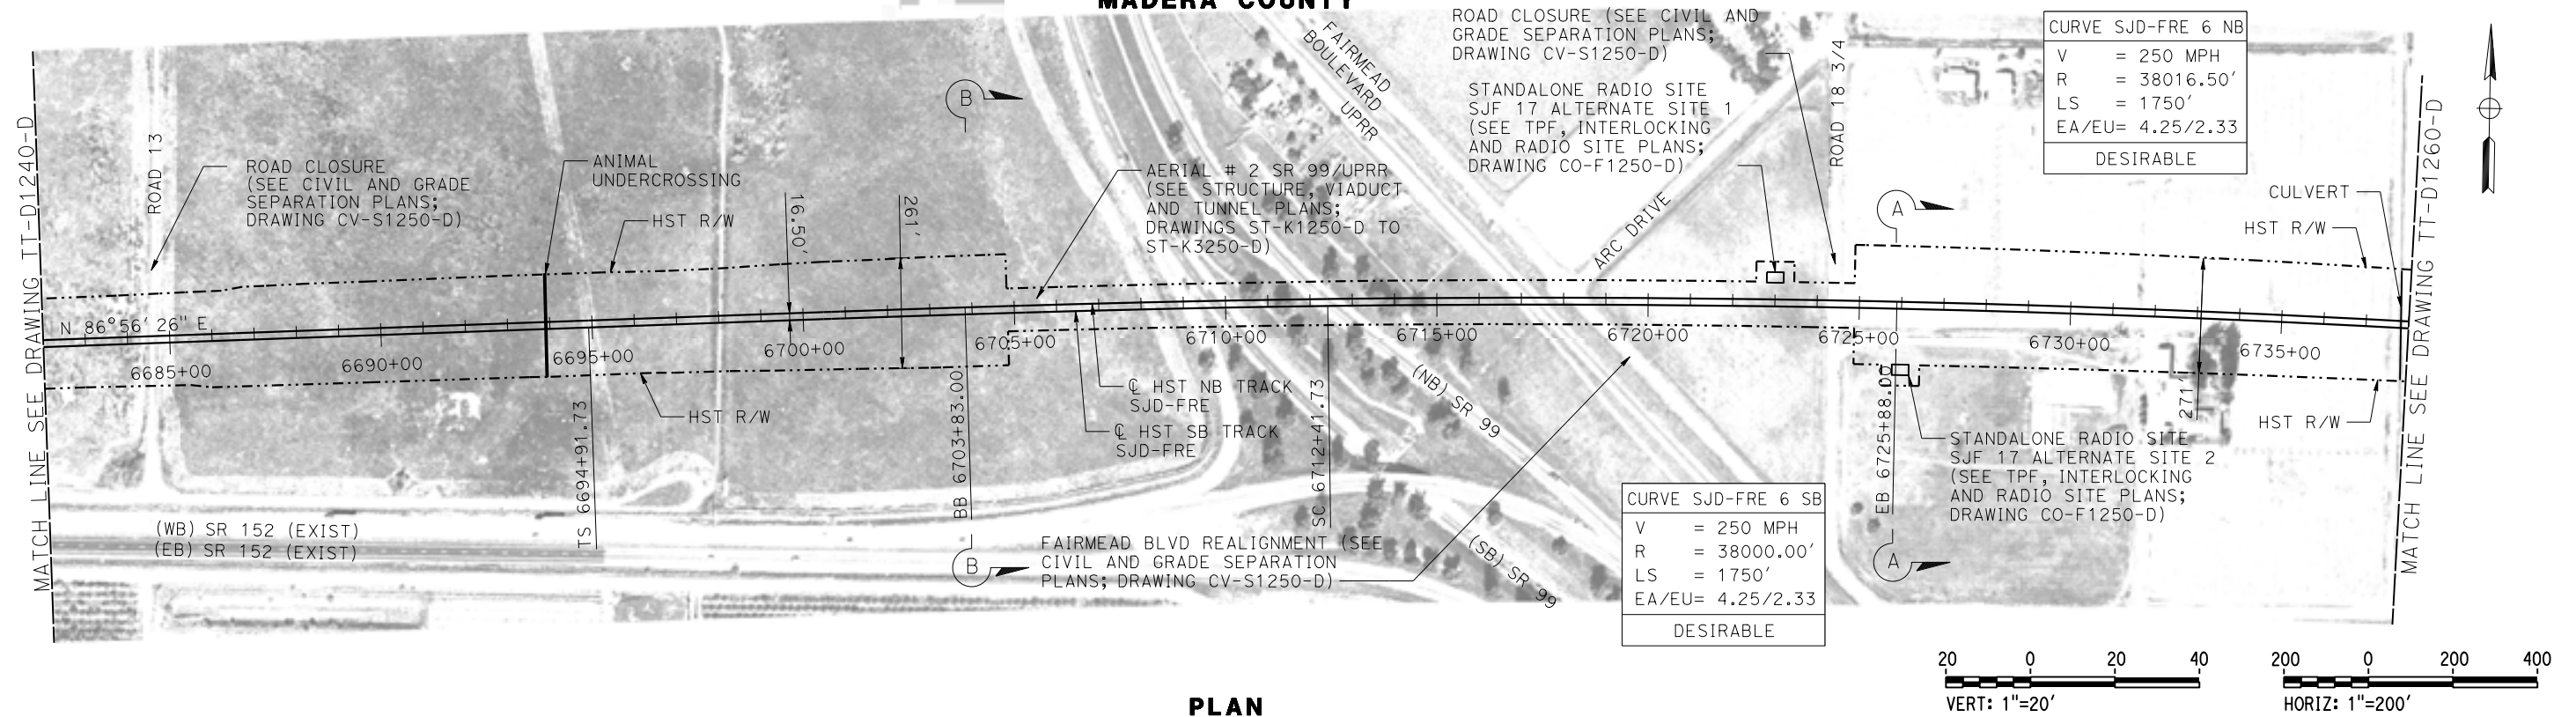 MADERA COUNTY
MATCH LINE SEE DRAWING TT-D1240-D
ROAD 13
ROAD CLOSURE
(SEE CIVIL AND GRADE
SEPARATION PLANS;
DRAWING CV-S1250-D)
N 86°56' 26" E
ANIMAL
UNDERCROSSING
HST R/W
16.50'
261'
B
AERIAL # 2 SR 99/UPRR
(SEE STRUCTURE, VIADUCT
AND TUNNEL PLANS;
DRAWINGS ST-K1250-D TO
ST-K3250-D)
FAIRMEAD
BOULEVARD
UPRR
ROAD CLOSURE (SEE CIVIL AND
GRADE SEPARATION PLANS;
DRAWING CV-S1250-D)
STANDALONE RADIO SITE
SJF 17 ALTERNATE SITE 1
(SEE TPF, INTERLOCKING
AND RADIO SITE PLANS;
DRAWING CO-F1250-D)
ARC DRIVE
ROAD 18 3/4
A
CURVE SJD-FRE 6 NB
V = 250 MPH
R = 38016.50'
LS = 1750'
EA/EU= 4.25/2.33
DESIRABLE
CULVERT
HST R/W
MATCH LINE SEE DRAWING TT-D1260-D
6685+00
6690+00
6695+00
6700+00
6705+00
6710+00
6715+00
6720+00
6725+00
6730+00
6735+00
HST R/W
TS 6694+91.73
BB 6703+83.00
℄ HST NB TRACK
SJD-FRE
℄ HST SB TRACK
SJD-FRE
SC 6712+41.73
(NB) SR 99
EB 6725+88.00
271'
HST R/W
STANDALONE RADIO SITE
SJF 17 ALTERNATE SITE 2
(SEE TPF, INTERLOCKING
AND RADIO SITE PLANS;
DRAWING CO-F1250-D)
(WB) SR 152 (EXIST)
(EB) SR 152 (EXIST)
B
FAIRMEAD BLVD REALIGNMENT (SEE
CIVIL AND GRADE SEPARATION
PLANS; DRAWING CV-S1250-D)
(SB) SR 99
CURVE SJD-FRE 6 SB
V = 250 MPH
R = 38000.00'
LS = 1750'
EA/EU= 4.25/2.33
DESIRABLE
A
20 0 20 40
VERT: 1"=20'
200 0 200 400
HORIZ: 1"=200'
PLAN